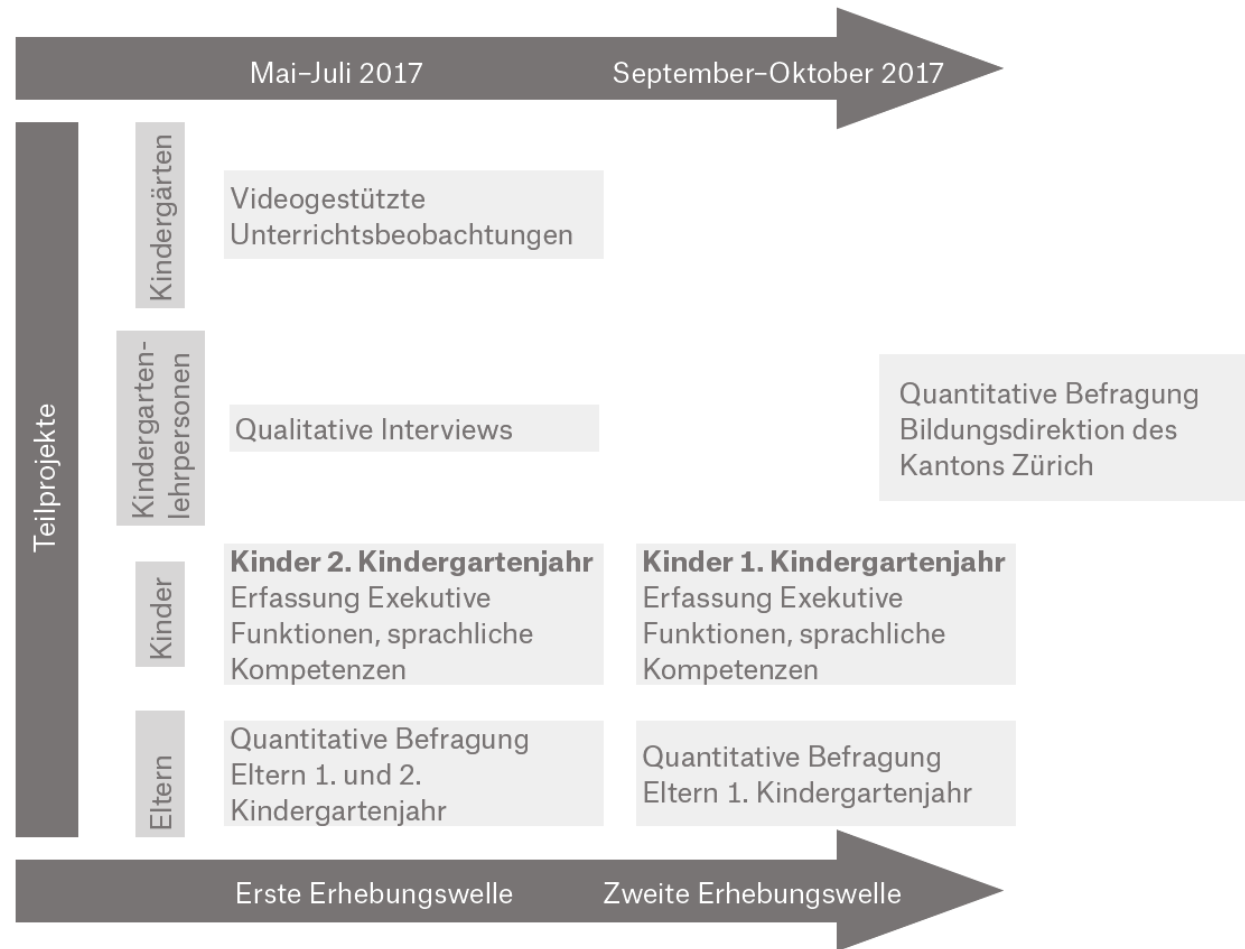 Mai–Juli 2017
September–Oktober 2017
Teilprojekte
Kindergärten
Videogestützte
Unterrichtsbeobachtungen
Kindergarten-
lehrpersonen
Qualitative Interviews
Quantitative Befragung
Bildungsdirektion des
Kantons Zürich
Kinder
Kinder 2. Kindergartenjahr
Erfassung Exekutive
Funktionen, sprachliche
Kompetenzen
Kinder 1. Kindergartenjahr
Erfassung Exekutive
Funktionen, sprachliche
Kompetenzen
Eltern
Quantitative Befragung
Eltern 1. und 2.
Kindergartenjahr
Quantitative Befragung
Eltern 1. Kindergartenjahr
Erste Erhebungswelle
Zweite Erhebungswelle